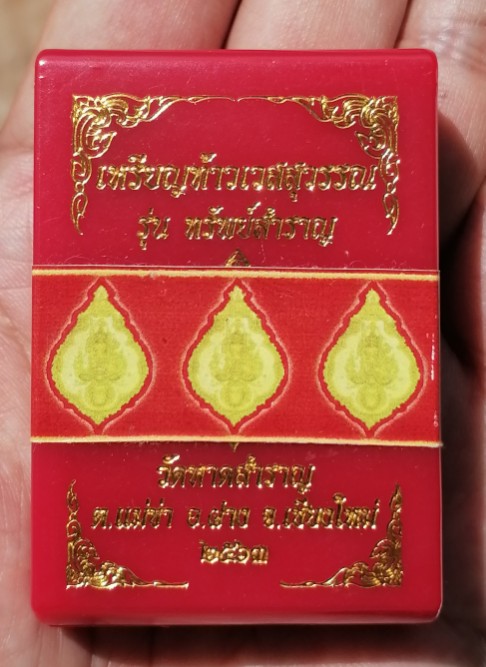 เหรียญท้าวเวสสุวรรณ
รุ่น ทรัพย์สำราญ
วัดหาดสำราญ
ต.แม่ข่า อ.ฝาง จ.เชียงใหม่
๒๕๖๓